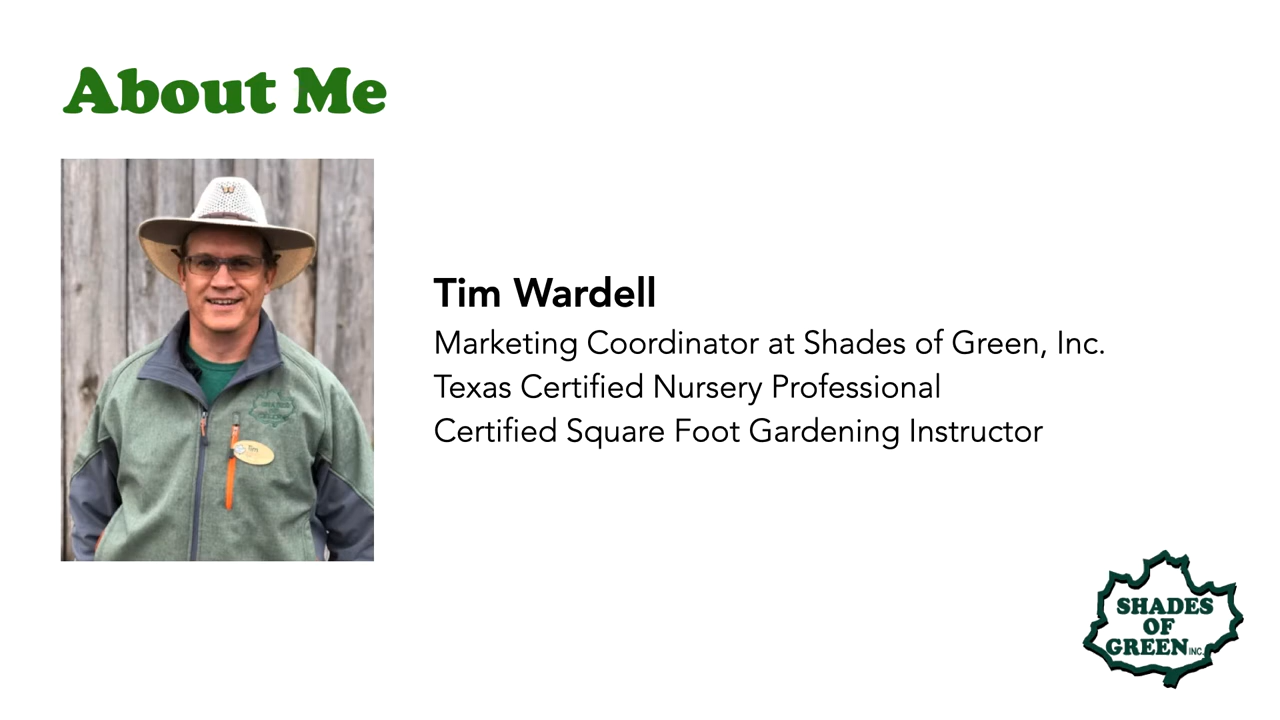 About Me
Tim Wardell
Marketing Coordinator at Shades of Green, Inc.
Texas Certified Nursery Professional
Certified Square Foot Gardening Instructor
SHADES
OF
GREEN INC.